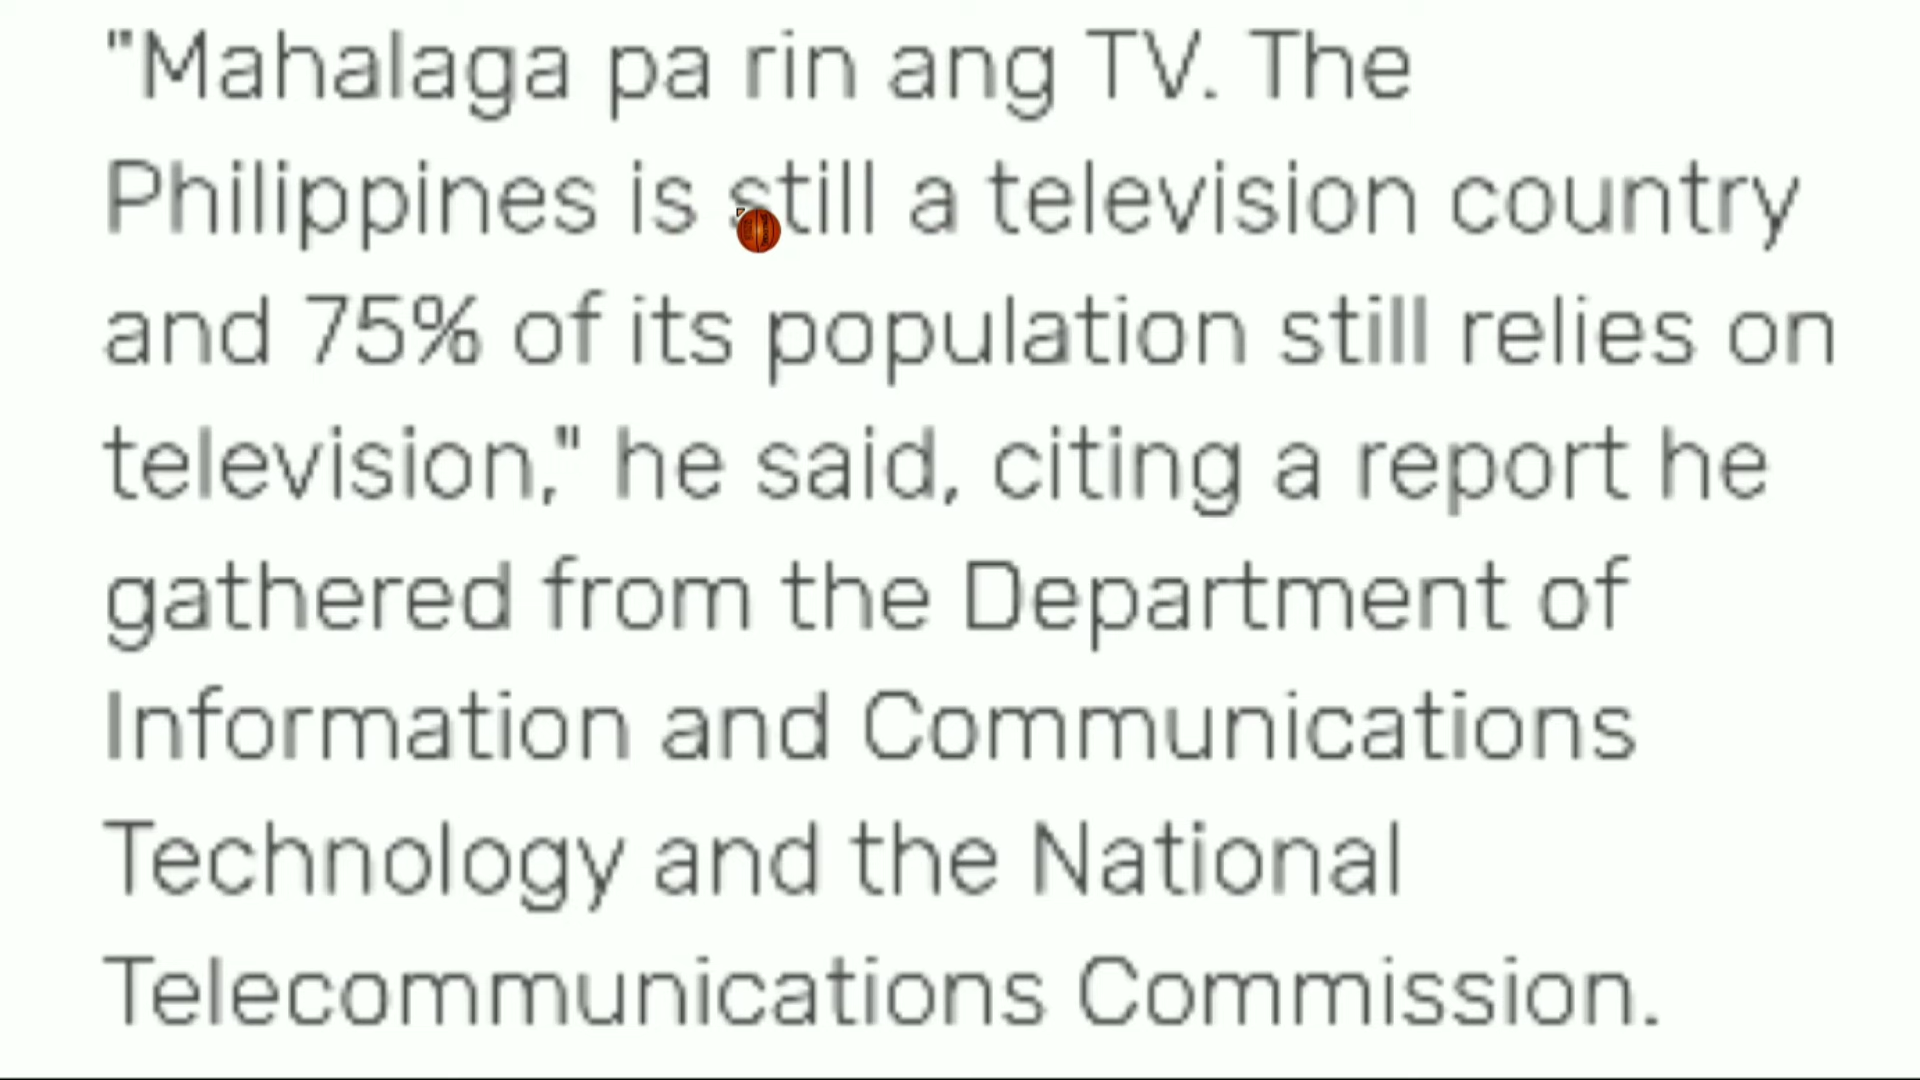 "Mahalaga pa rin ang TV. The
Philippines is still a television country
and 75% of its population still relies on
television," he said, citing a report he
gathered from the Department of
Information and Communications
Technology and the National
Telecommunications Commission.